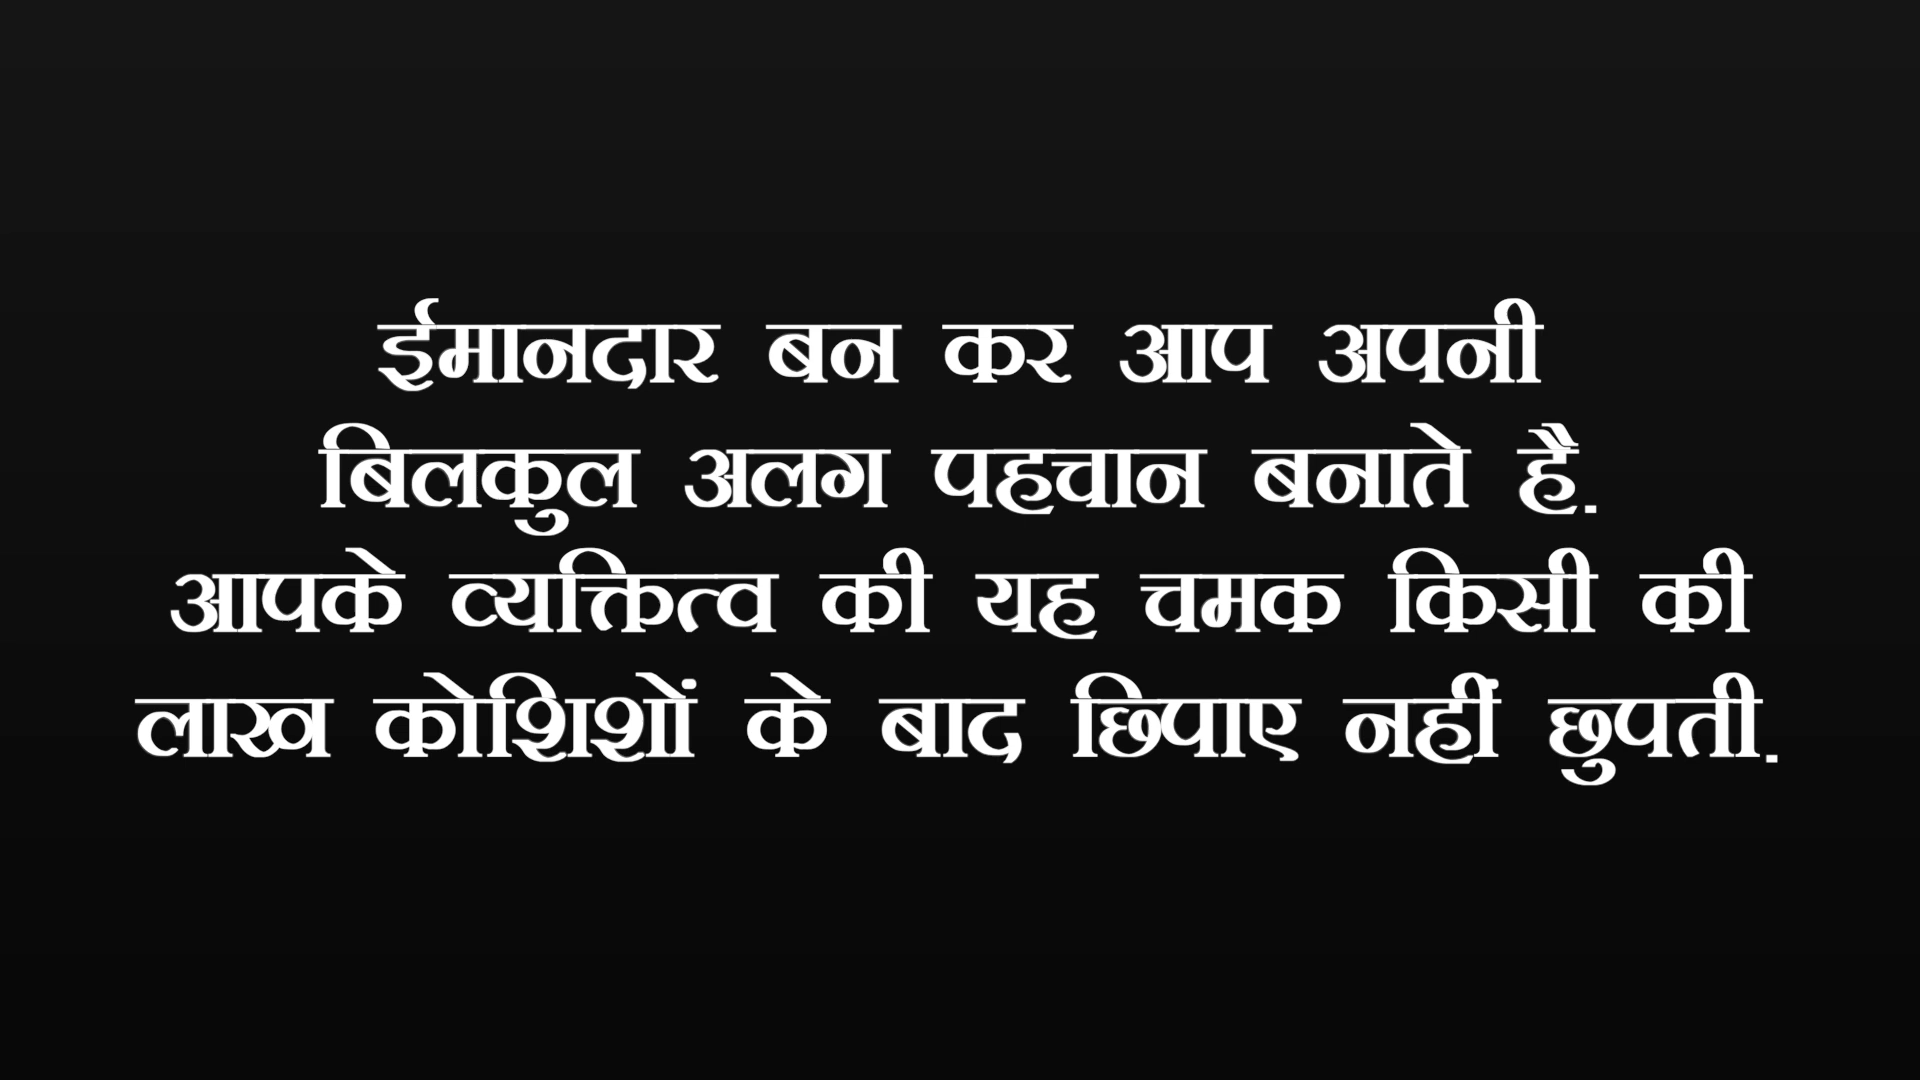 ईमानदार बन कर आप अपनी
बिलकुल अलग पहचान बनाते है.
आपके व्यक्तित्व की यह चमक किसी की
लाख कोशिशों के बाद छिपाए नहीं छुपती.